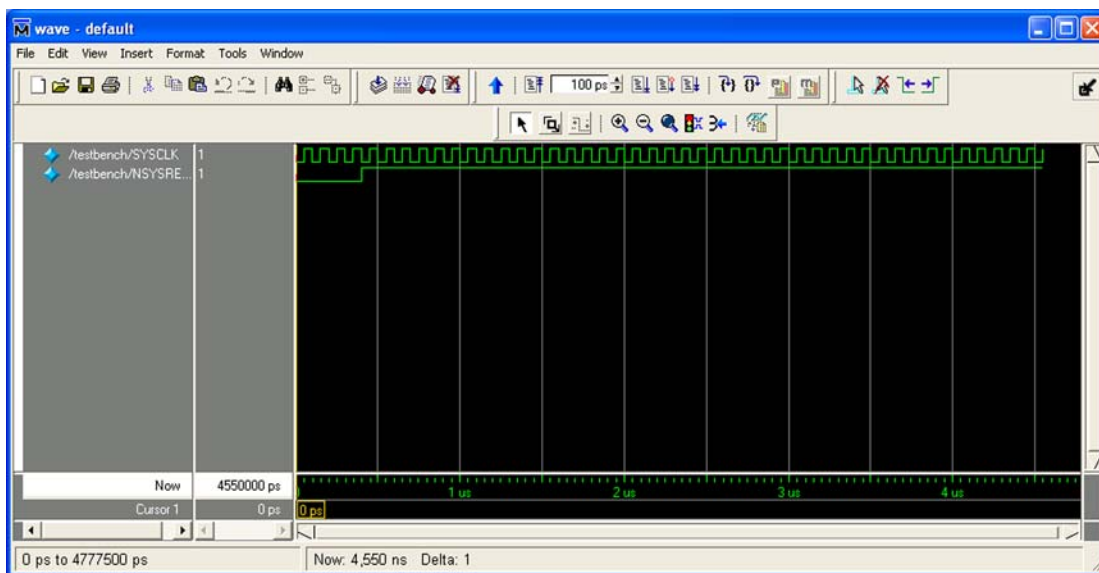 wave - default
File Edit View Insert Format Tools Window
100 ps
/testbench/SYSCLK 1
/testbench/NSYSRE... 1
Now 4550000 ps
1 us 2 us 3 us 4 us
Cursor 1 0 ps 0 ps
0 ps to 4777500 ps Now: 4,550 ns Delta: 1